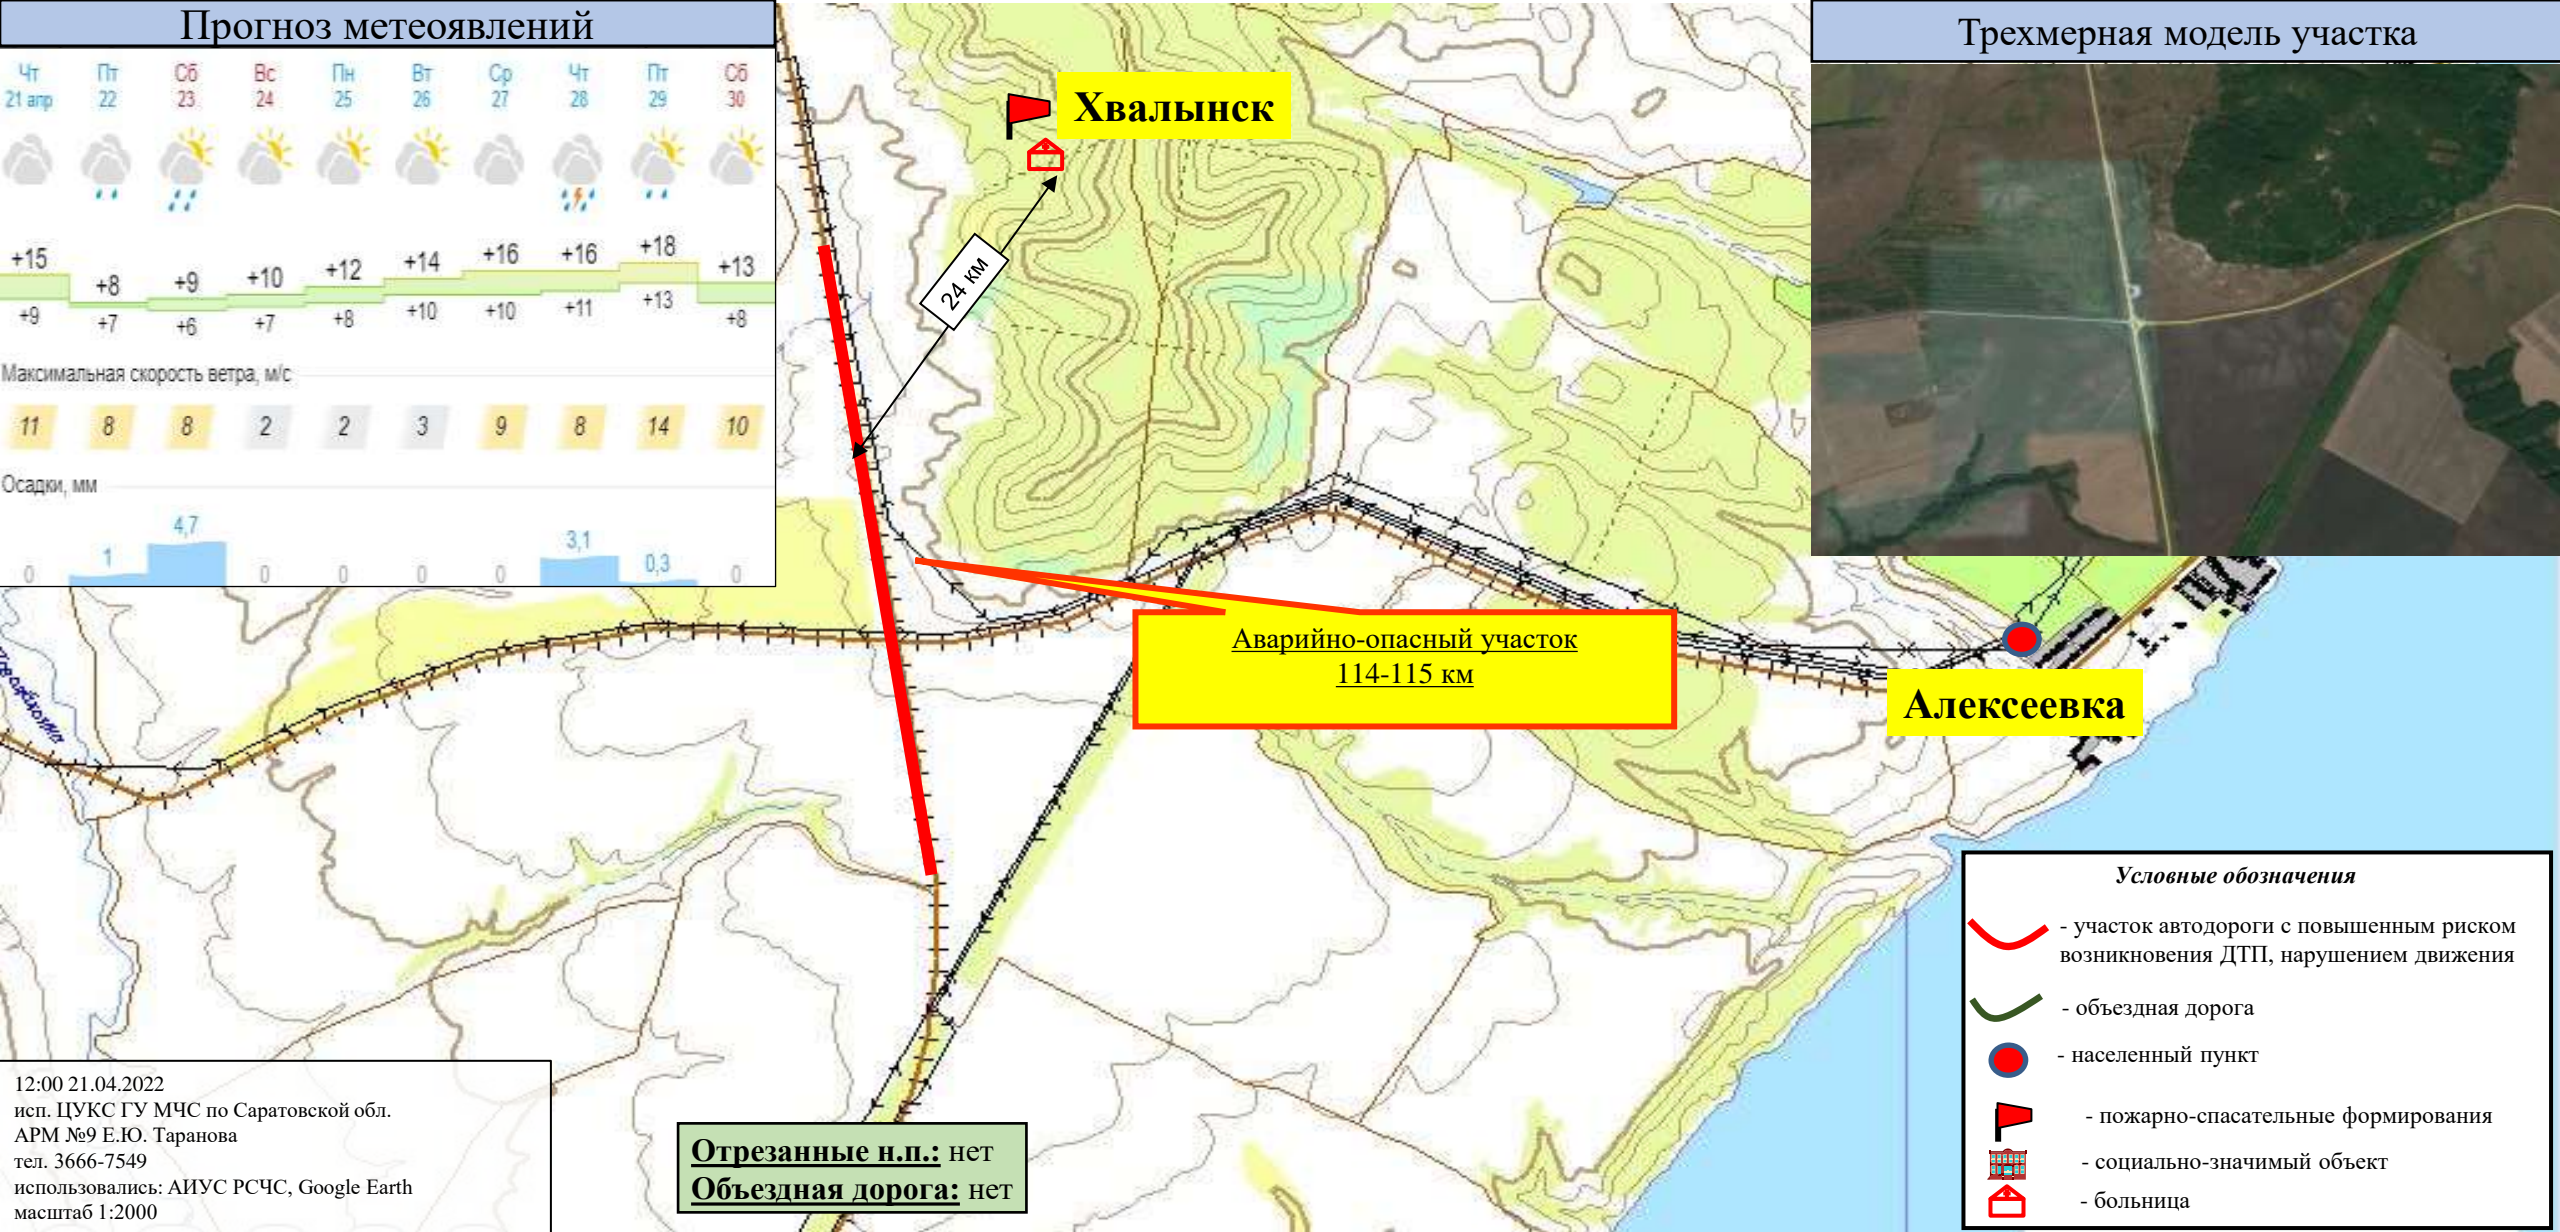 Прогноз метеоявлений
Чт Пт Сб Вс Пн Вт Ср Чт Пт Сб
21 апр 22 23 24 25 26 27 28 29 30
+15 +8 +9 +10 +12 +14 +16 +16 +18 +13
+9 +7 +6 +7 +8 +10 +10 +11 +13 +8
Максимальная скорость ветра, м/с
11 8 8 2 2 3 9 8 14 10
Осадки, мм
0 1 4,7 0 0 0 0 3,1 0,3 0
Хвалынск
24 км
Трехмерная модель участка
Аварийно-опасный участок
114-115 км
Алексеевка
Условные обозначения
- участок автодороги с повышенным риском
возникновения ДТП, нарушением движения
- объездная дорога
- населенный пункт
- пожарно-спасательные формирования
- социально-значимый объект
- больница
12:00 21.04.2022
исп. ЦУКС ГУ МЧС по Саратовской обл.
АРМ №9 Е.Ю. Таранова
тел. 3666-7549
использовались: АИУС РСЧС, Google Earth
масштаб 1:2000
Отрезанные н.п.: нет
Объездная дорога: нет